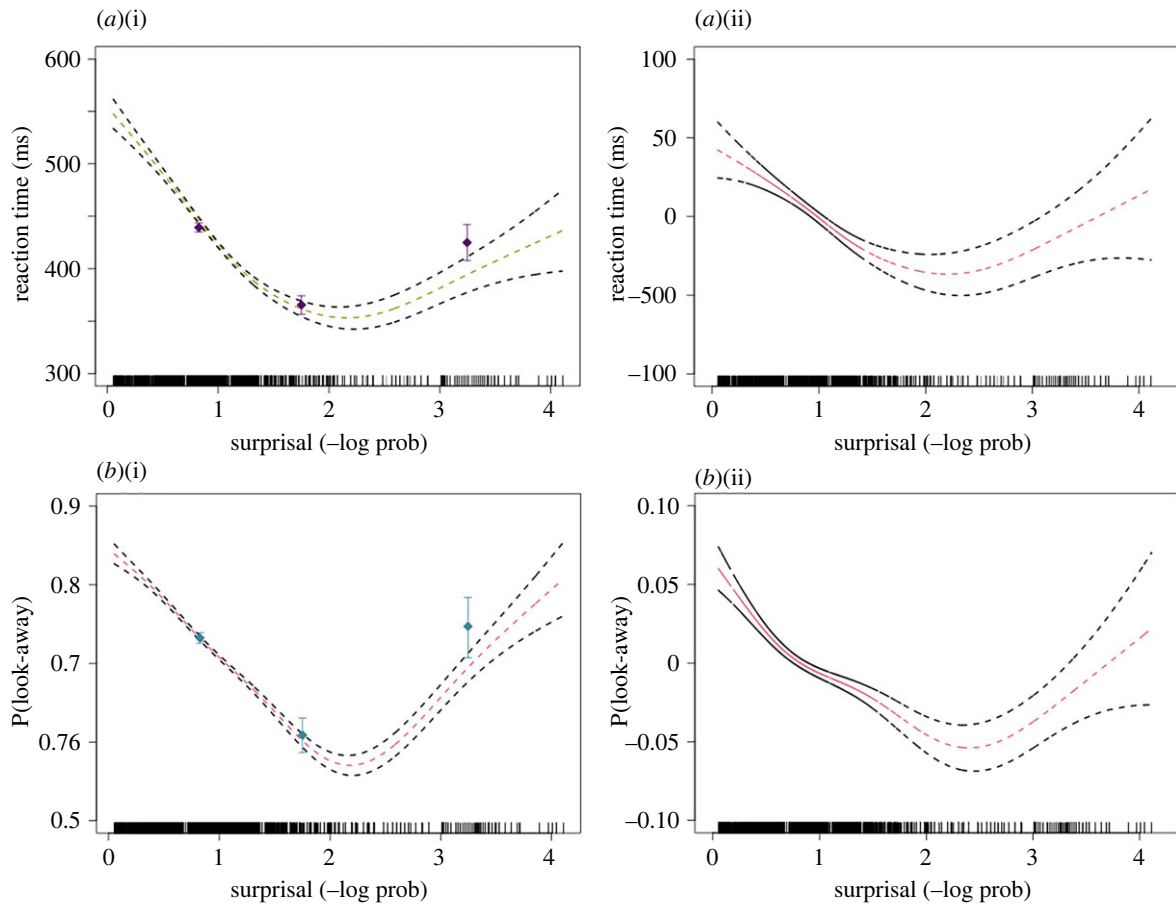 (a)(i)
600
500
400
300
reaction time (ms)
0 1 2 3 4
surprisal (–log prob)
(a)(ii)
100
50
0
–500
–100
reaction time (ms)
0 1 2 3 4
surprisal (–log prob)
(b)(i)
0.9
0.8
0.7
0.76
0.5
P(look-away)
0 1 2 3 4
surprisal (–log prob)
(b)(ii)
0.10
0.05
0
–0.05
–0.10
P(look-away)
0 1 2 3 4
surprisal (–log prob)